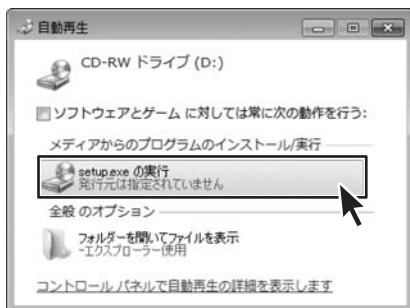 自動再生
CD-RW ドライブ (D:)
ソフトウェアとゲーム に対しては常に次の動作を行う:
メディアからのプログラムのインストール/実行
setup.exe の実行
発行元は指定されていません
全般 のオプション
フォルダーを開いてファイルを表示
-エクスプローラー使用
コントロール パネルで自動再生の詳細を表示します